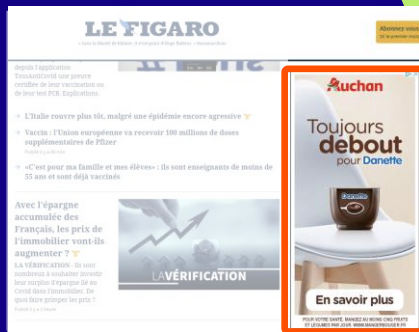 LE FIGARO
Abonnez-vous
depuis l'application
TousAntiCovid une preuve
certifiée de leur vaccination ou
de leur test PCR. Explications.
→ L'Italie rouvre plus tôt, malgré une épidémie encore agressive
→ Vaccin : l'Union européenne va recevoir 100 millions de doses
supplémentaires de Pfizer
→ «C'est pour ma famille et mes élèves» : ils sont enseignants de moins de
55 ans et sont déjà vaccinés
Avec l'épargne
accumulée des
Français, les prix de
l'immobilier vont-ils
augmenter ?
LA VÉRIFICATION - Ils sont
nombreux à souhaiter investir
leur surplus d'épargne lié au
Covid dans l'immobilier. De
quoi faire grimper les prix ?
LAVÉRIFICATION
Auchan
Toujours
debout
pour Danette
Danette
En savoir plus
POUR VOTRE SANTÉ, MANGEZ AU MOINS CINQ FRUITS
ET LÉGUMES PAR JOUR. WWW.MANGERBOUGER.FR